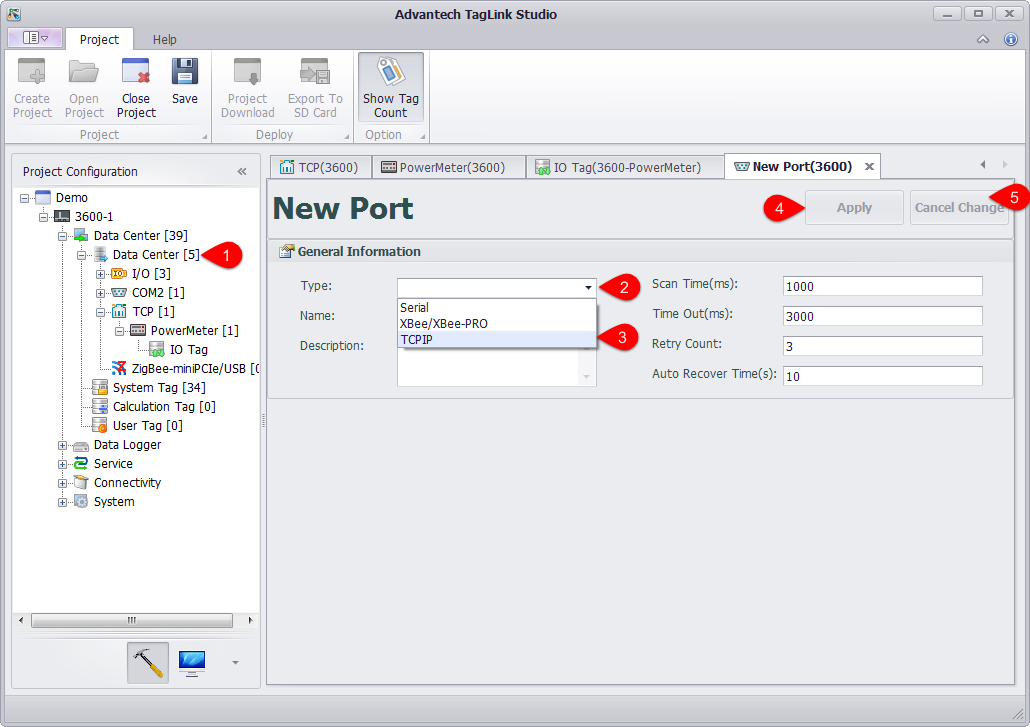 Advantech TagLink Studio
Project
Help
Create Project
Open Project
Close Project
Save
Project Download
Export To SD Card
Show Tag Count
Project
Deploy
Option
Project Configuration
«
Demo
3600-1
Data Center [39]
Data Center [5]
1
I/O [3]
COM2 [1]
TCP [1]
PowerMeter [1]
IO Tag
ZigBee-miniPCIe/USB [0
System Tag [34]
Calculation Tag [0]
User Tag [0]
Data Logger
Service
Connectivity
System
TCP(3600)
PowerMeter(3600)
IO Tag(3600-PowerMeter)
New Port(3600)
New Port
4
Apply
Cancel Change
5
General Information
Type:
2
Serial
XBee/XBee-PRO
TCPIP
3
Name:
Description:
Scan Time(ms):
1000
Time Out(ms):
3000
Retry Count:
3
Auto Recover Time(s):
10